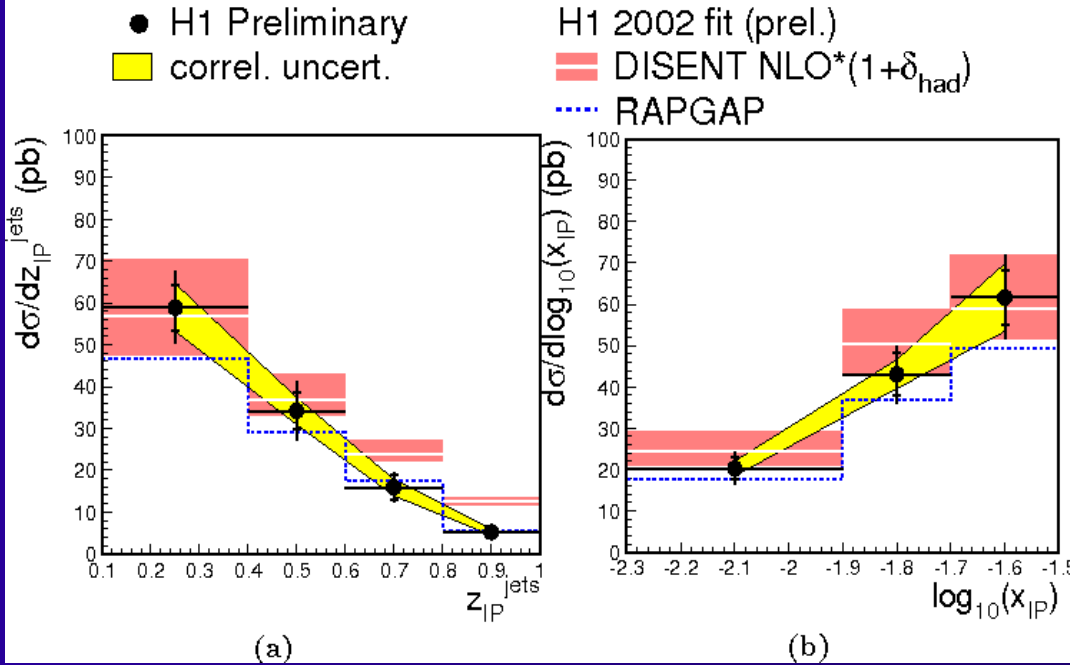 H1 Preliminary
correl. uncert.
H1 2002 fit (prel.)
DISENT NLO*(1+δhad)
RAPGAP
dσ/dzIP^jets (pb)
100
90
80
70
60
50
40
30
20
10
0
0.1 0.2 0.3 0.4 0.5 0.6 0.7 0.8 0.9 1
zIP^jets
(a)
dσ/dlog10(xIP) (pb)
100
90
80
70
60
50
40
30
20
10
0
-2.3 -2.2 -2.1 -2 -1.9 -1.8 -1.7 -1.6 -1.5
log10(xIP)
(b)